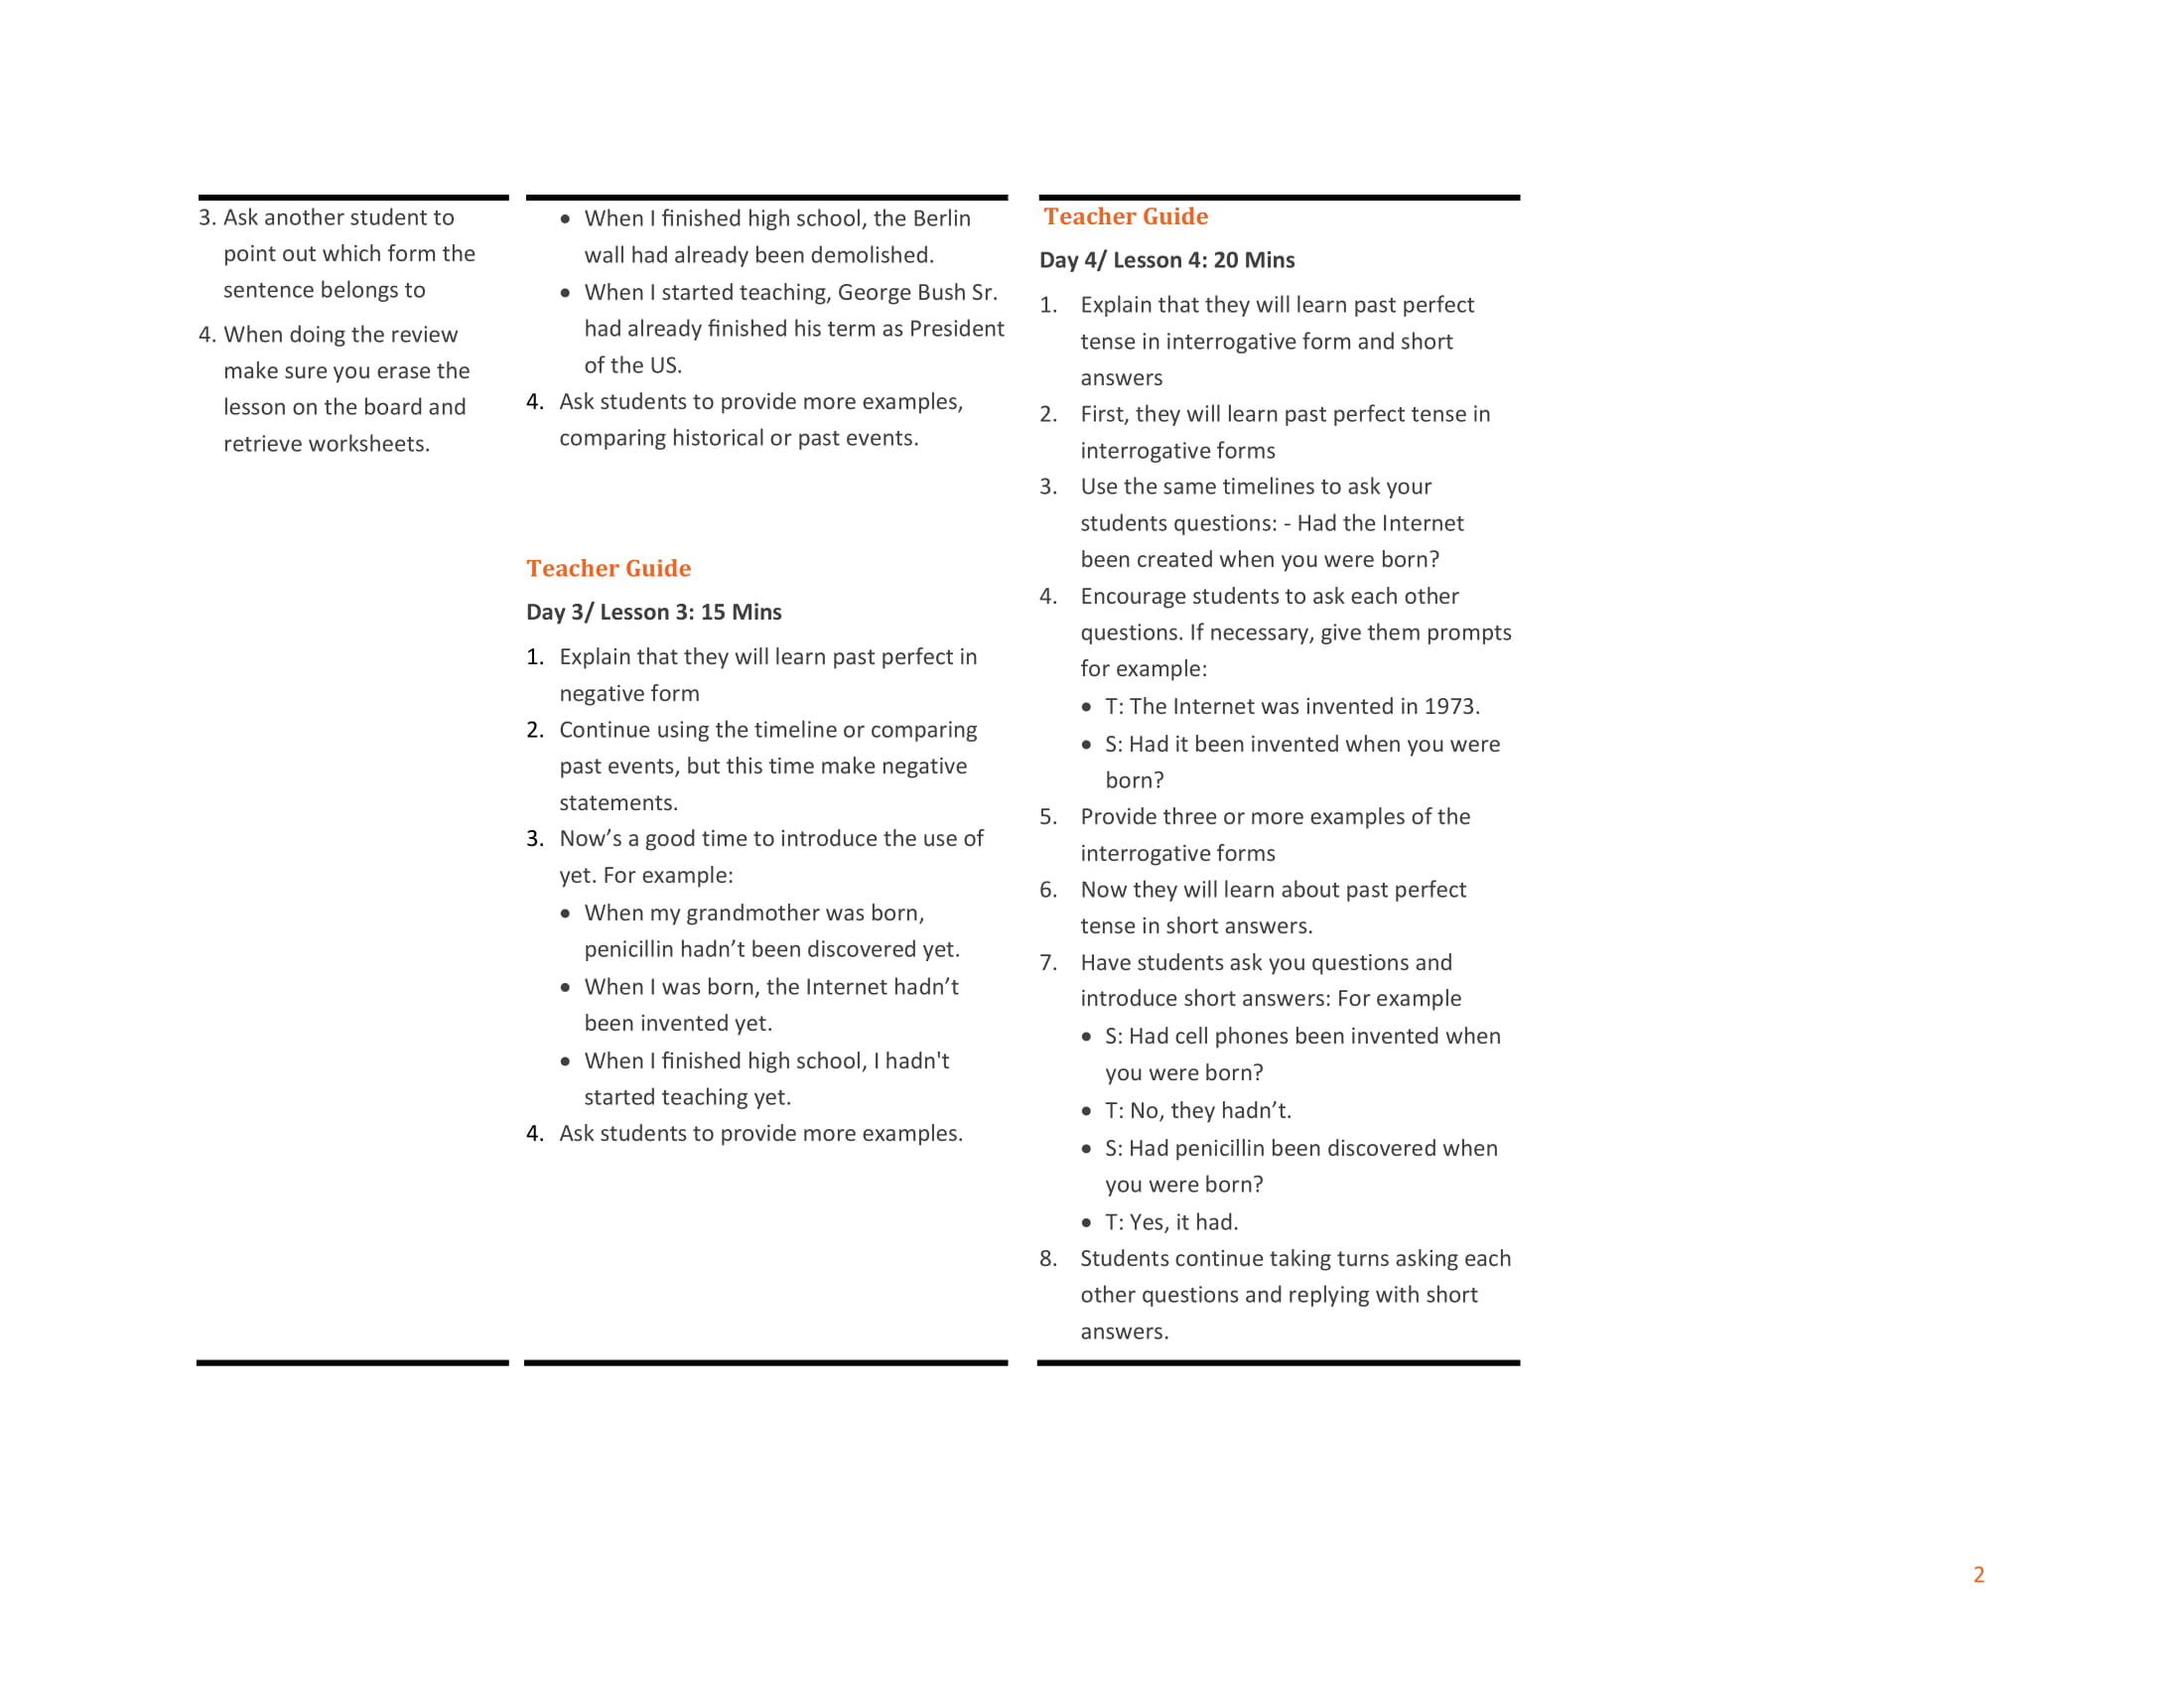 3. Ask another student to
point out which form the
sentence belongs to
4. When doing the review
make sure you erase the
lesson on the board and
retrieve worksheets.
• When I finished high school, the Berlin
wall had already been demolished.
• When I started teaching, George Bush Sr.
had already finished his term as President
of the US.
4. Ask students to provide more examples,
comparing historical or past events.
Teacher Guide
Day 3/ Lesson 3: 15 Mins
1. Explain that they will learn past perfect in
negative form
2. Continue using the timeline or comparing
past events, but this time make negative
statements.
3. Now’s a good time to introduce the use of
yet. For example:
• When my grandmother was born,
penicillin hadn’t been discovered yet.
• When I was born, the Internet hadn’t
been invented yet.
• When I finished high school, I hadn't
started teaching yet.
4. Ask students to provide more examples.
Teacher Guide
Day 4/ Lesson 4: 20 Mins
1. Explain that they will learn past perfect
tense in interrogative form and short
answers
2. First, they will learn past perfect tense in
interrogative forms
3. Use the same timelines to ask your
students questions: - Had the Internet
been created when you were born?
4. Encourage students to ask each other
questions. If necessary, give them prompts
for example:
• T: The Internet was invented in 1973.
• S: Had it been invented when you were
born?
5. Provide three or more examples of the
interrogative forms
6. Now they will learn about past perfect
tense in short answers.
7. Have students ask you questions and
introduce short answers: For example
• S: Had cell phones been invented when
you were born?
• T: No, they hadn’t.
• S: Had penicillin been discovered when
you were born?
• T: Yes, it had.
8. Students continue taking turns asking each
other questions and replying with short
answers.
2